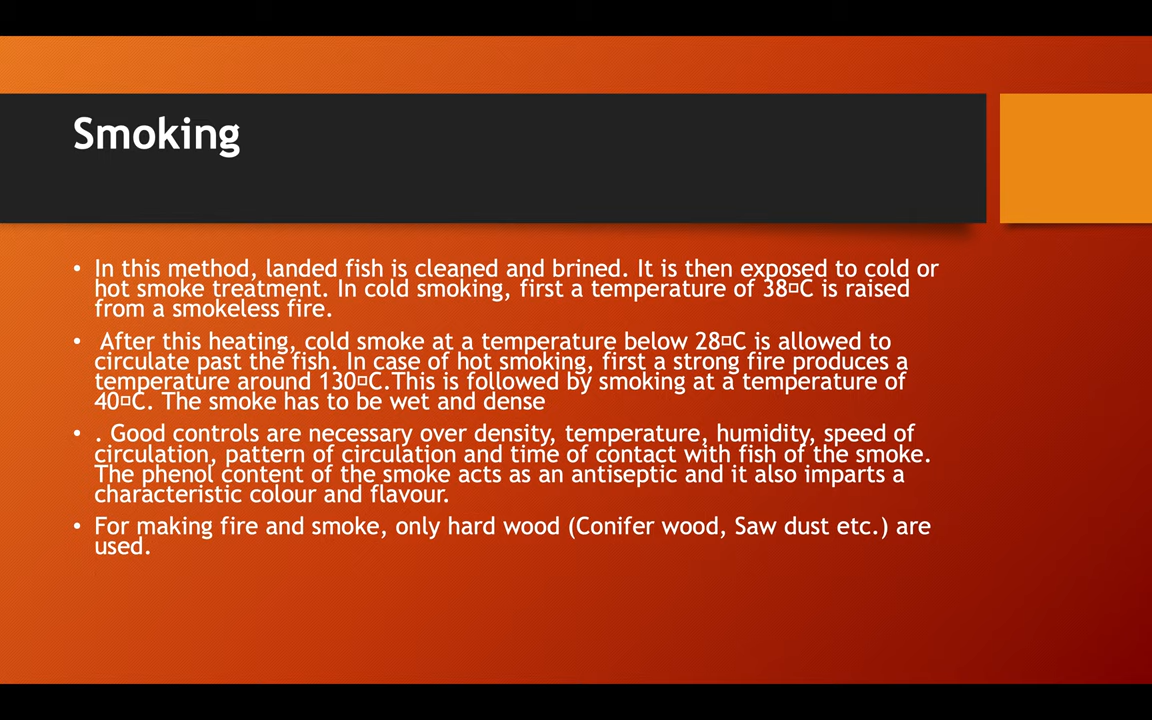 Smoking
• In this method, landed fish is cleaned and brined. It is then exposed to cold or
hot smoke treatment. In cold smoking, first a temperature of 38□C is raised
from a smokeless fire.
• After this heating, cold smoke at a temperature below 28□C is allowed to
circulate past the fish. In case of hot smoking, first a strong fire produces a
temperature around 130□C.This is followed by smoking at a temperature of
40□C. The smoke has to be wet and dense
• . Good controls are necessary over density, temperature, humidity, speed of
circulation, pattern of circulation and time of contact with fish of the smoke.
The phenol content of the smoke acts as an antiseptic and it also imparts a
characteristic colour and flavour.
• For making fire and smoke, only hard wood (Conifer wood, Saw dust etc.) are
used.